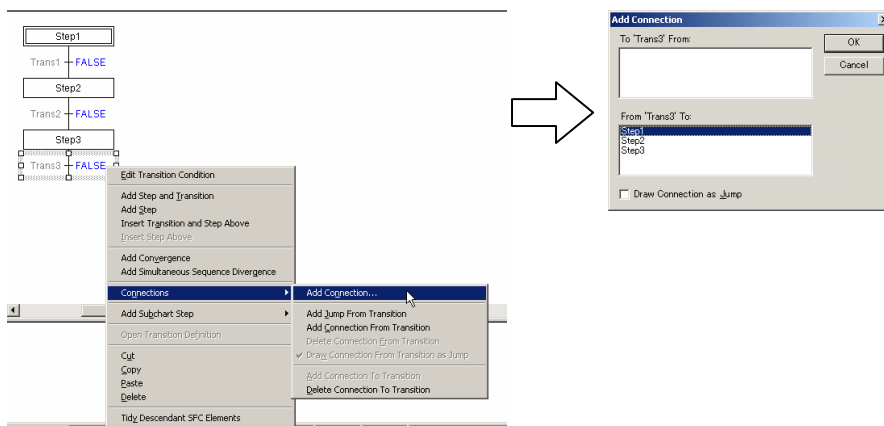 Step1
Trans1 FALSE
Step2
Trans2 FALSE
Step3
Trans3 FALSE
Edit Transition Condition
Add Step and Transition
Add Step
Insert Transition and Step Above
Insert Step Above
Add Convergence
Add Simultaneous Sequence Divergence
Connections
Add Subchart Step
Open Transition Definition
Cut
Copy
Paste
Delete
Tidy Descendant SFC Elements
Add Connection...
Add Jump From Transition
Add Connection From Transition
Delete Connection From Transition
Draw Connection From Transition as Jump
Add Connection To Transition
Delete Connection To Transition
Add Connection
To 'Trans3' From:
OK
Cancel
From 'Trans3' To:
Step1
Step2
Step3
Draw Connection as Jump